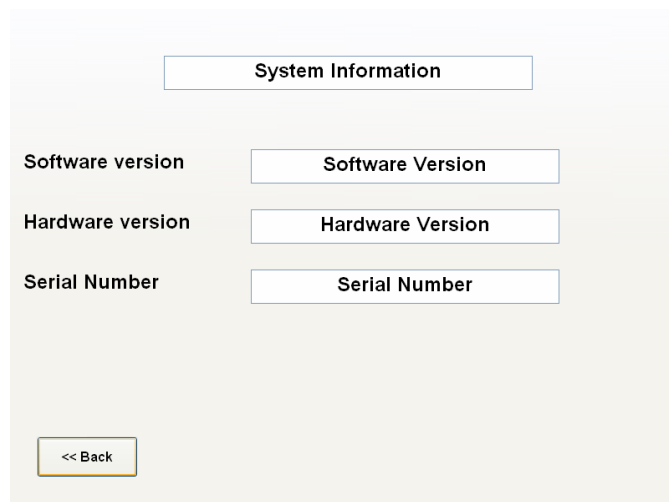 System Information
Software version Software Version
Hardware version Hardware Version
Serial Number Serial Number
<< Back